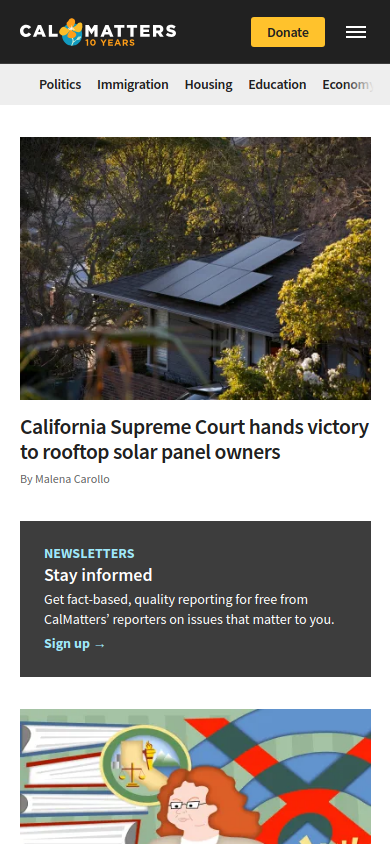 CALMATTERS
10 YEARS
Donate
Politics Immigration Housing Education Economy
California Supreme Court hands victory
to rooftop solar panel owners
By Malena Carollo
NEWSLETTERS
Stay informed
Get fact-based, quality reporting for free from
CalMatters’ reporters on issues that matter to you.
Sign up →